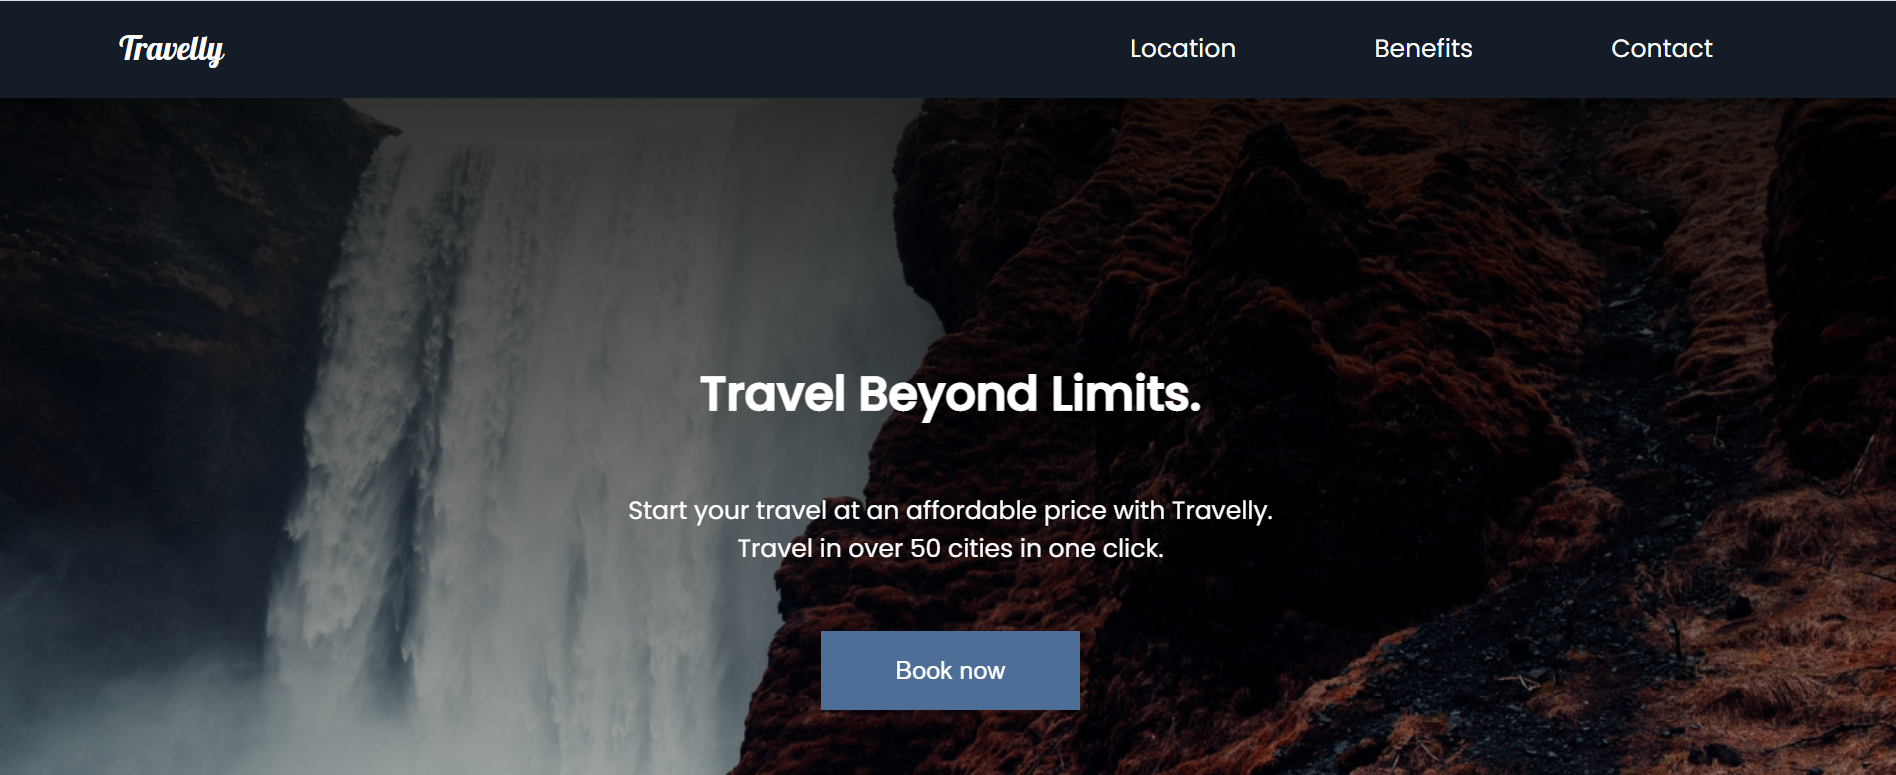 Travelly
Location
Benefits
Contact
Travel Beyond Limits.
Start your travel at an affordable price with Travelly.
Travel in over 50 cities in one click.
Book now